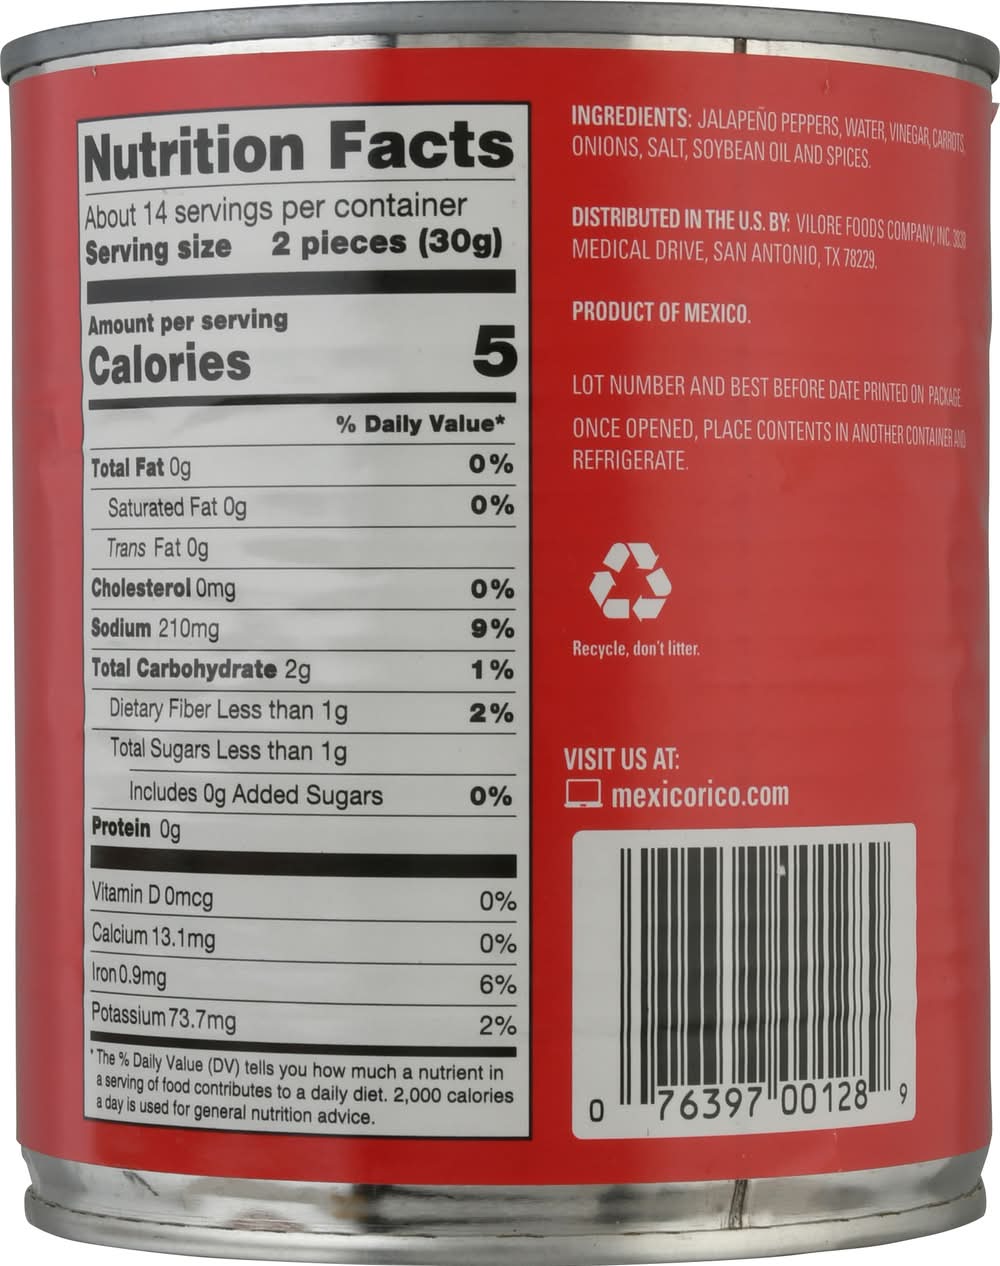 Nutrition Facts
About 14 servings per container
Serving size 2 pieces (30g)
Amount per serving
Calories 5
% Daily Value*
Total Fat 0g 0%
Saturated Fat 0g 0%
Trans Fat 0g
Cholesterol 0mg 0%
Sodium 210mg 9%
Total Carbohydrate 2g 1%
Dietary Fiber Less than 1g 2%
Total Sugars Less than 1g
Includes 0g Added Sugars 0%
Protein 0g
Vitamin D 0mcg 0%
Calcium 13.1mg 0%
Iron 0.9mg 6%
Potassium 73.7mg 2%
* The % Daily Value (DV) tells you how much a nutrient in
a serving of food contributes to a daily diet. 2,000 calories
a day is used for general nutrition advice.
INGREDIENTS: JALAPEÑO PEPPERS, WATER, VINEGAR, CARROTS,
ONIONS, SALT, SOYBEAN OIL AND SPICES.
DISTRIBUTED IN THE U.S. BY: VILORE FOODS COMPANY, INC. 3838
MEDICAL DRIVE, SAN ANTONIO, TX 78229.
PRODUCT OF MEXICO.
LOT NUMBER AND BEST BEFORE DATE PRINTED ON PACKAGE.
ONCE OPENED, PLACE CONTENTS IN ANOTHER CONTAINER AND
REFRIGERATE.
Recycle, don't litter.
VISIT US AT:
mexicorico.com
0 76397 00128 9